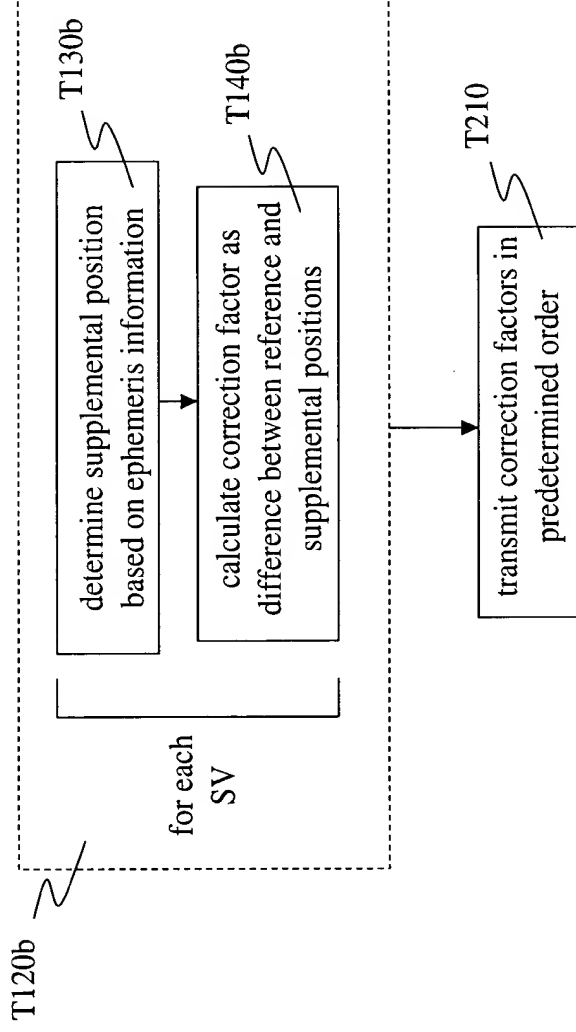 T120b
for each
SV
determine supplemental position
based on ephemeris information
T130b
calculate correction factor as
difference between reference and
supplemental positions
T140b
transmit correction factors in
predetermined order
T210